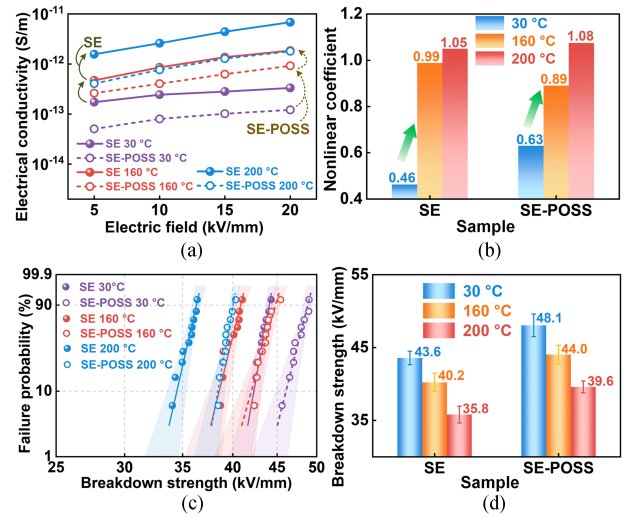 Electrical conductivity (S/m)
10⁻¹¹
10⁻¹²
10⁻¹³
10⁻¹⁴
SE
SE-POSS
SE 30 °C
SE-POSS 30 °C
SE 160 °C
SE 200 °C
SE-POSS 160 °C
SE-POSS 200 °C
5 10 15 20
Electric field (kV/mm)
(a)
Nonlinear coefficient
1.2
1.0
0.8
0.6
0.4
30 °C
160 °C
200 °C
0.46
0.99
1.05
0.63
0.89
1.08
SE SE-POSS
Sample
(b)
Failure probability (%)
99.9
90
10
1
SE 30°C
SE-POSS 30 °C
SE 160 °C
SE-POSS 160 °C
SE 200 °C
SE-POSS 200 °C
25 30 35 40 45 50
Breakdown strength (kV/mm)
(c)
Breakdown strength (kV/mm)
55
45
35
30 °C
160 °C
200 °C
43.6
40.2
35.8
48.1
44.0
39.6
SE SE-POSS
Sample
(d)